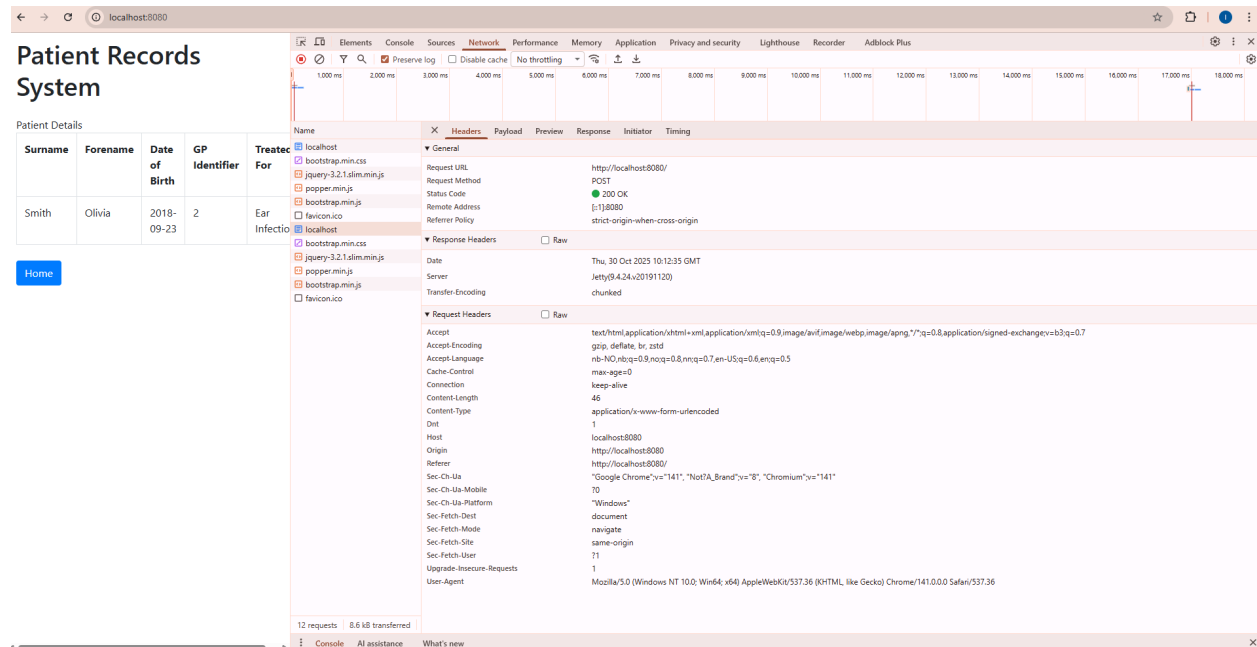 localhost:8080
Patient Records
System
Patient Details
Surname Forename Date of Birth GP Identifier Treated For
Smith Olivia 2018-09-23 2 Ear Infectio
Home
Elements Console Sources Network Performance Memory Application Privacy and security Lighthouse Recorder Adblock Plus
Preserve log Disable cache No throttling
1,000 ms 2,000 ms 3,000 ms 4,000 ms 5,000 ms 6,000 ms 7,000 ms 8,000 ms 9,000 ms 10,000 ms 11,000 ms 12,000 ms 13,000 ms 14,000 ms 15,000 ms 16,000 ms 17,000 ms 18,000 ms
Name
localhost
bootstrap.min.css
jquery-3.2.1.slim.min.js
popper.min.js
bootstrap.min.js
favicon.ico
localhost
bootstrap.min.css
jquery-3.2.1.slim.min.js
popper.min.js
bootstrap.min.js
favicon.ico
12 requests 8.6 kB transferred
Headers Payload Preview Response Initiator Timing
General
Request URL http://localhost:8080/
Request Method POST
Status Code 200 OK
Remote Address [::1]:8080
Referrer Policy strict-origin-when-cross-origin
Response Headers Raw
Date Thu, 30 Oct 2025 10:12:35 GMT
Server Jetty(9.4.24.v20191120)
Transfer-Encoding chunked
Request Headers Raw
Accept text/html,application/xhtml+xml,application/xml;q=0.9,image/avif,image/webp,image/apng,*/*;q=0.8,application/signed-exchange;v=b3;q=0.7
Accept-Encoding gzip, deflate, br, zstd
Accept-Language nb-NO,nb;q=0.9,no;q=0.8,nn;q=0.7,en-US;q=0.6,en;q=0.5
Cache-Control max-age=0
Connection keep-alive
Content-Length 46
Content-Type application/x-www-form-urlencoded
Dnt 1
Host localhost:8080
Origin http://localhost:8080
Referer http://localhost:8080/
Sec-Ch-Ua "Google Chrome";v="141", "Not?A_Brand";v="8", "Chromium";v="141"
Sec-Ch-Ua-Mobile ?0
Sec-Ch-Ua-Platform "Windows"
Sec-Fetch-Dest document
Sec-Fetch-Mode navigate
Sec-Fetch-Site same-origin
Sec-Fetch-User ?1
Upgrade-Insecure-Requests 1
User-Agent Mozilla/5.0 (Windows NT 10.0; Win64; x64) AppleWebKit/537.36 (KHTML, like Gecko) Chrome/141.0.0.0 Safari/537.36
Console AI assistance What's new